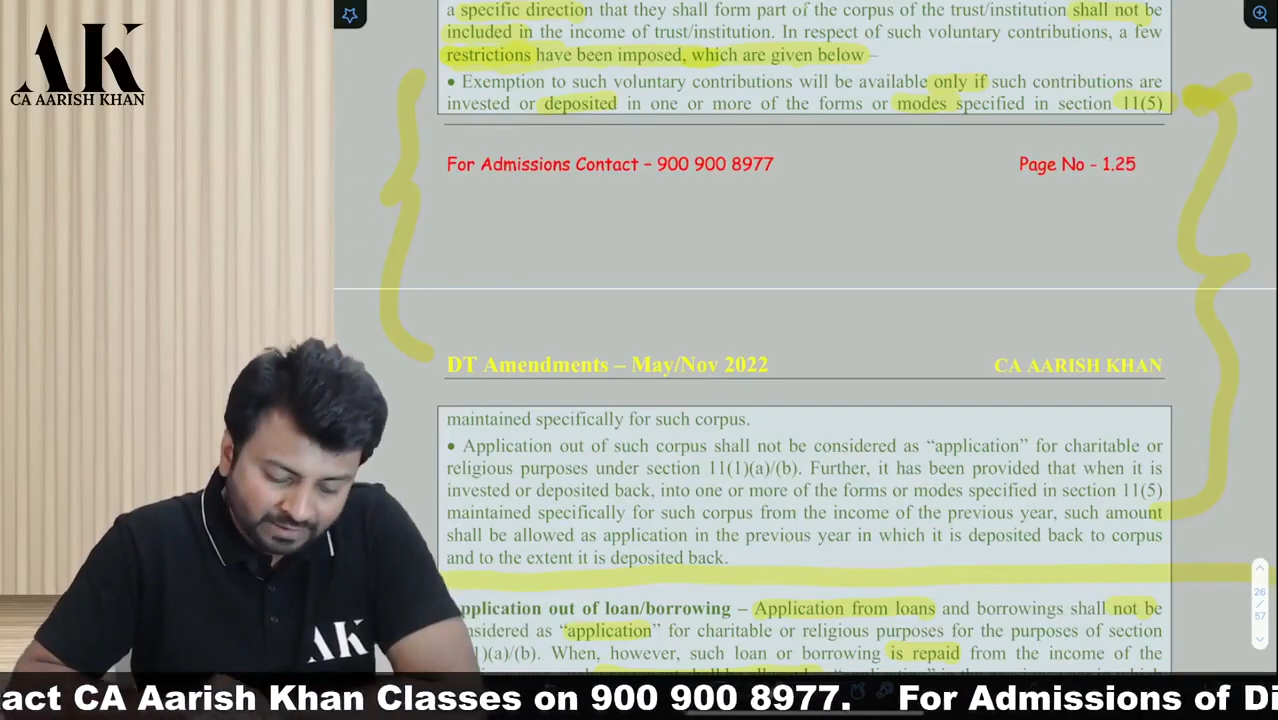 AK
CA AARISH KHAN
a specific direction that they shall form part of the corpus of the trust/institution shall not be
included in the income of trust/institution. In respect of such voluntary contributions, a few
restrictions have been imposed, which are given below –
• Exemption to such voluntary contributions will be available only if such contributions are
invested or deposited in one or more of the forms or modes specified in section 11(5)
For Admissions Contact – 900 900 8977
Page No - 1.25
DT Amendments – May/Nov 2022
CA AARISH KHAN
maintained specifically for such corpus.
• Application out of such corpus shall not be considered as “application” for charitable or
religious purposes under section 11(1)(a)/(b). Further, it has been provided that when it is
invested or deposited back, into one or more of the forms or modes specified in section 11(5)
maintained specifically for such corpus from the income of the previous year, such amount
shall be allowed as application in the previous year in which it is deposited back to corpus
and to the extent it is deposited back.
pplication out of loan/borrowing – Application from loans and borrowings shall not be
nsidered as “application” for charitable or religious purposes for the purposes of section
)(a)/(b). When, however, such loan or borrowing is repaid from the income of the
26
57
AK
tact CA Aarish Khan Classes on 900 900 8977. For Admissions of Di